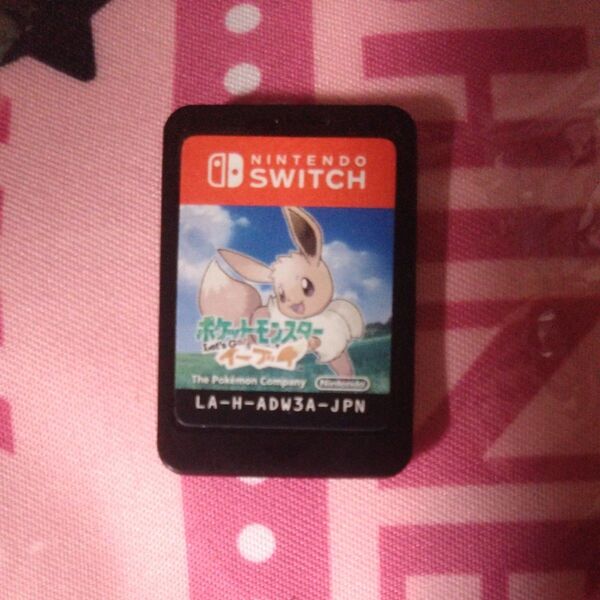 NINTENDO
SWITCH
ポケットモンスター
Let's Go!
イーブイ
The Pokémon Company
Nintendo
LA-H-ADW3A-JPN